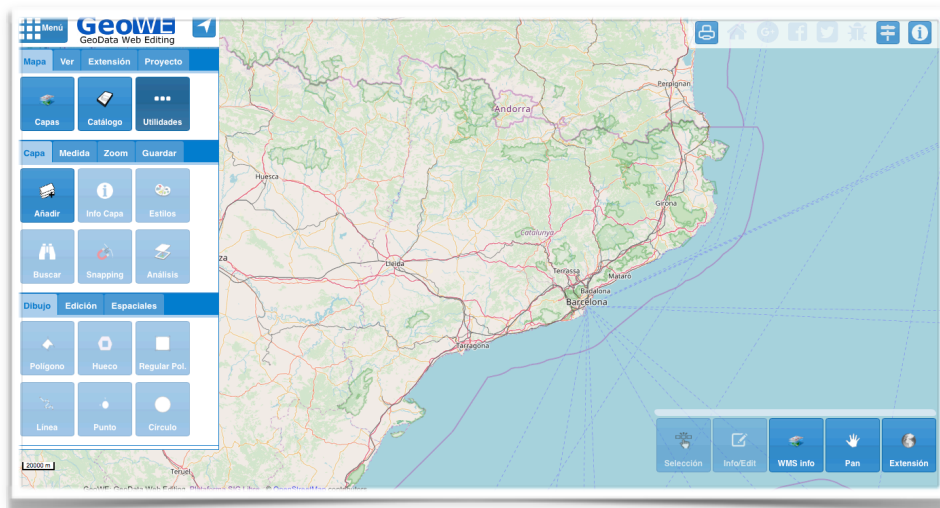 Menú
GeoWE
GeoData Web Editing
Mapa Ver Extensión Proyecto
Capas Catálogo Utilidades
Capa Medida Zoom Guardar
Añadir Info Capa Estilos
Buscar Snapping Análisis
Dibujo Edición Espaciales
Polígono Hueco Regular Pol.
Línea Punto Círculo
20000 m
Perpignan
Andorra
Huesca
Girona
Catalunya
Lleida
Terrassa
Mataró
Badalona
Barcelona
Tarragona
Teruel
Selección Info/Edit WMS info Pan Extensión